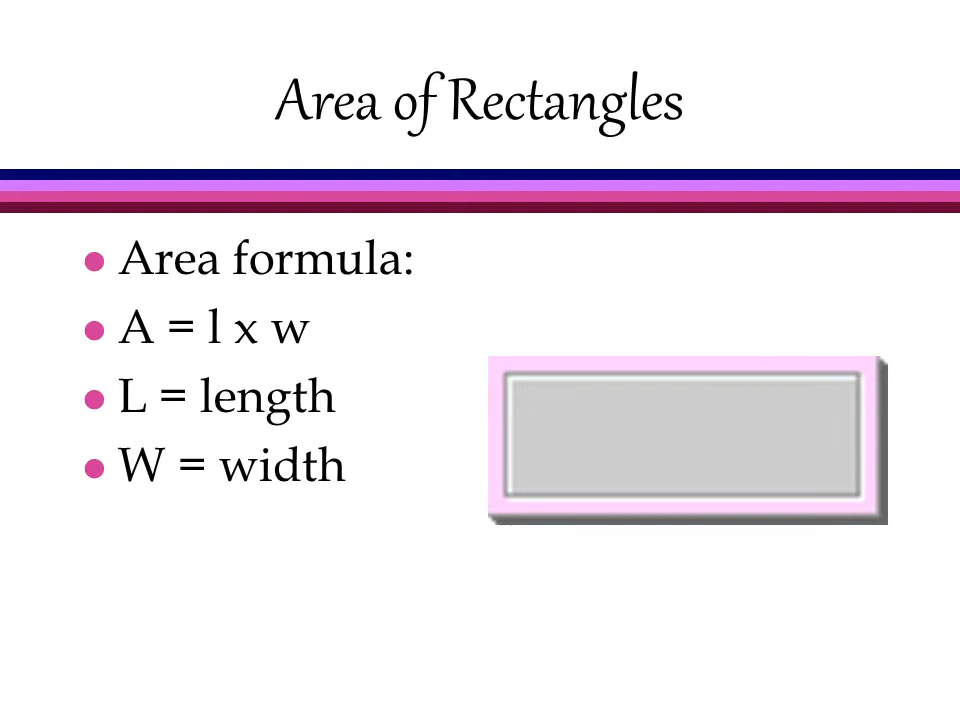 Area of Rectangles
Area formula:
A = l x w
L = length
W = width